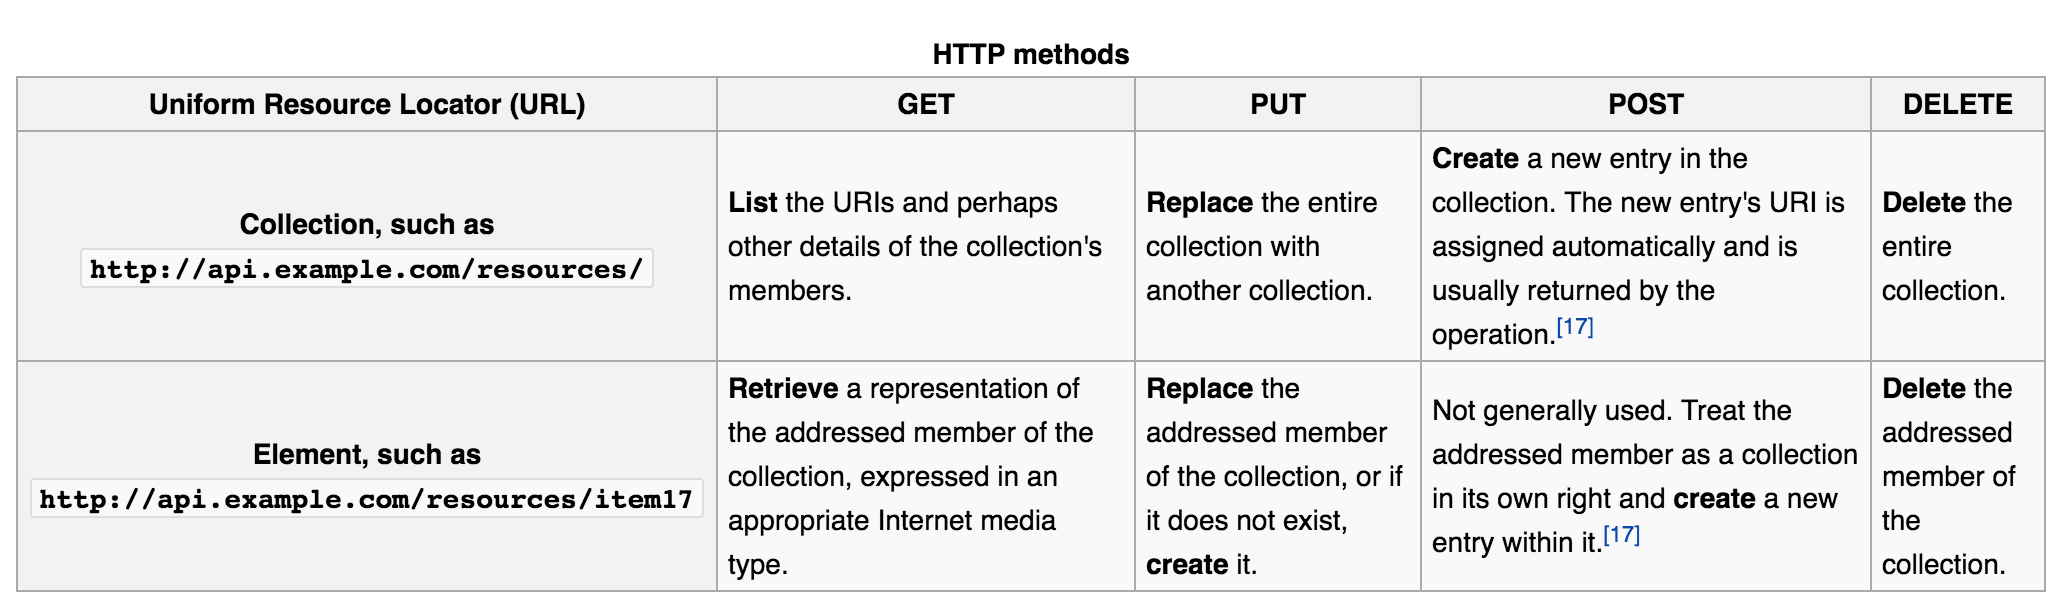 HTTP methods
Uniform Resource Locator (URL)
GET
PUT
POST
DELETE
Collection, such as
http://api.example.com/resources/
List the URIs and perhaps
other details of the collection's
members.
Replace the entire
collection with
another collection.
Create a new entry in the
collection. The new entry's URI is
assigned automatically and is
usually returned by the
operation.[17]
Delete the
entire
collection.
Element, such as
http://api.example.com/resources/item17
Retrieve a representation of
the addressed member of the
collection, expressed in an
appropriate Internet media
type.
Replace the
addressed member
of the collection, or if
it does not exist,
create it.
Not generally used. Treat the
addressed member as a collection
in its own right and create a new
entry within it.[17]
Delete the
addressed
member of
the
collection.